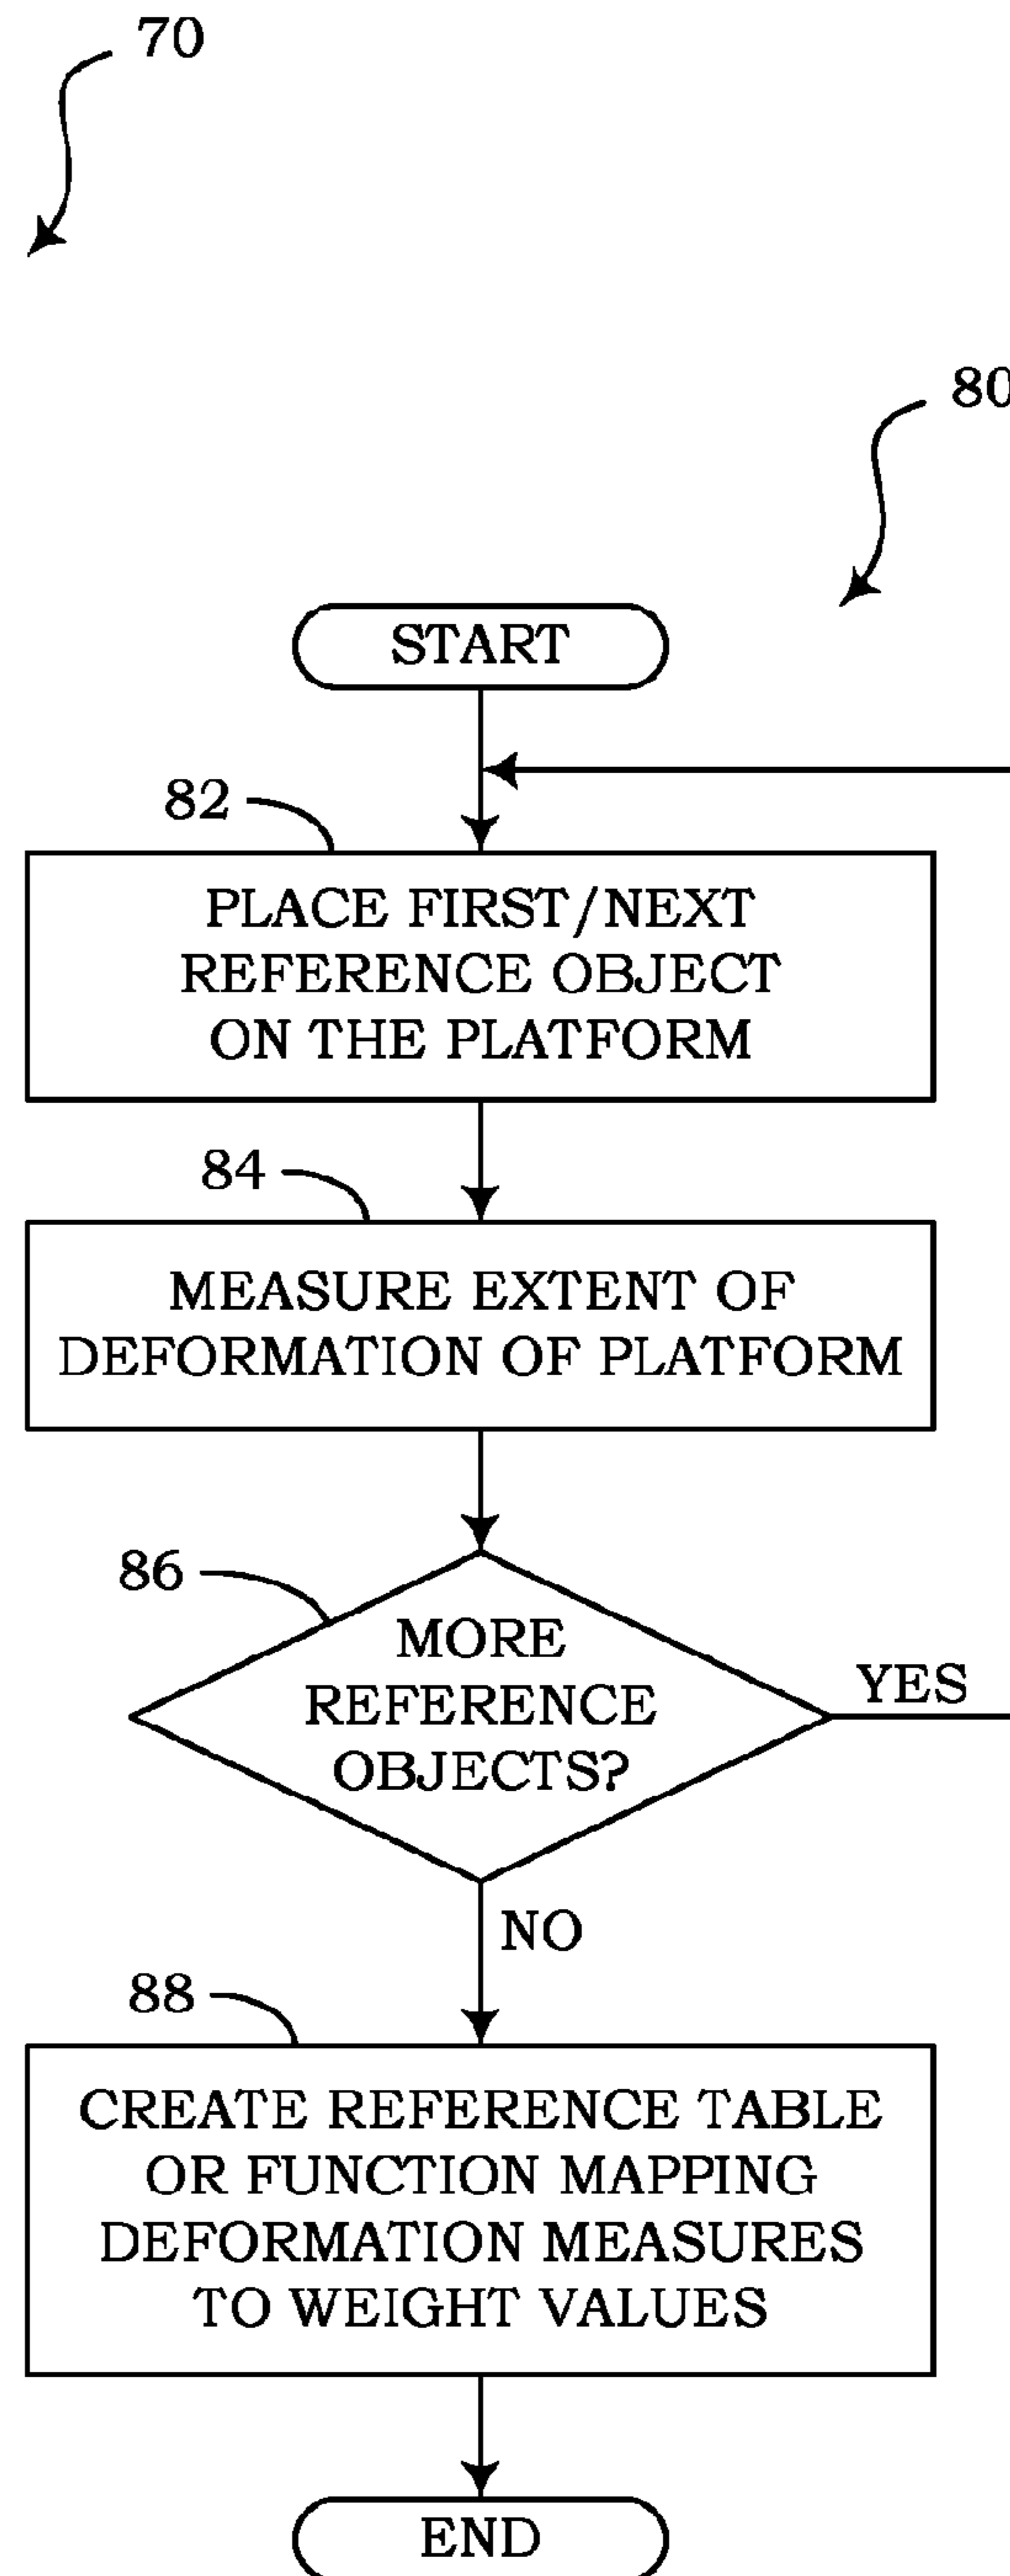 70
80
START
82
PLACE FIRST/NEXT
REFERENCE OBJECT
ON THE PLATFORM
84
MEASURE EXTENT OF
DEFORMATION OF PLATFORM
86
MORE
REFERENCE
OBJECTS?
YES
NO
88
CREATE REFERENCE TABLE
OR FUNCTION MAPPING
DEFORMATION MEASURES
TO WEIGHT VALUES
END